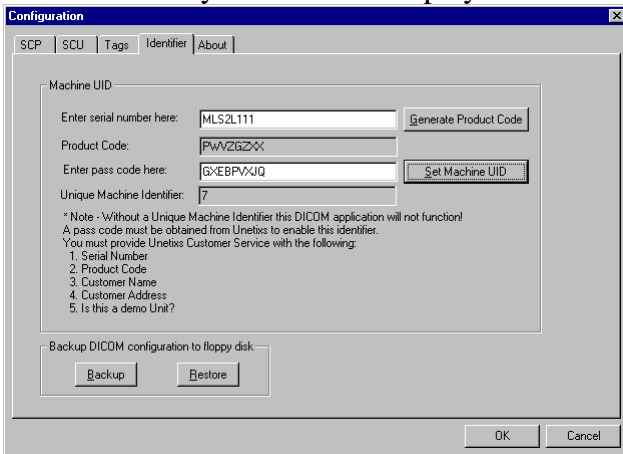 Configuration
SCP SCU Tags Identifier About
Machine UID
Enter serial number here: MLS2L111 Generate Product Code
Product Code: PWVZGZXX
Enter pass code here: GXEBPVXJQ Set Machine UID
Unique Machine Identifier: 7
* Note - Without a Unique Machine Identifier this DICOM application will not function!
A pass code must be obtained from Unetixs to enable this identifier.
You must provide Unetixs Customer Service with the following:
1. Serial Number
2. Product Code
3. Customer Name
4. Customer Address
5. Is this a demo Unit?
Backup DICOM configuration to floppy disk
Backup Restore
OK Cancel